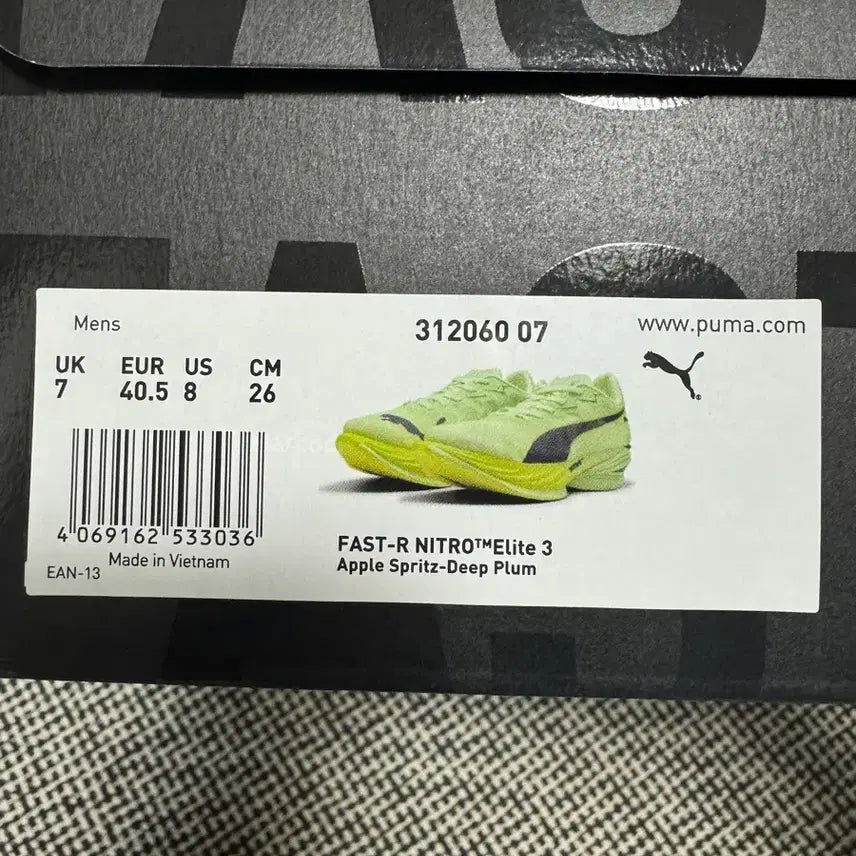 Mens
312060 07
www.puma.com
UK EUR US CM
7 40.5 8 26
4 069162 533036
Made in Vietnam
EAN-13
FAST-R NITRO™Elite 3
Apple Spritz-Deep Plum